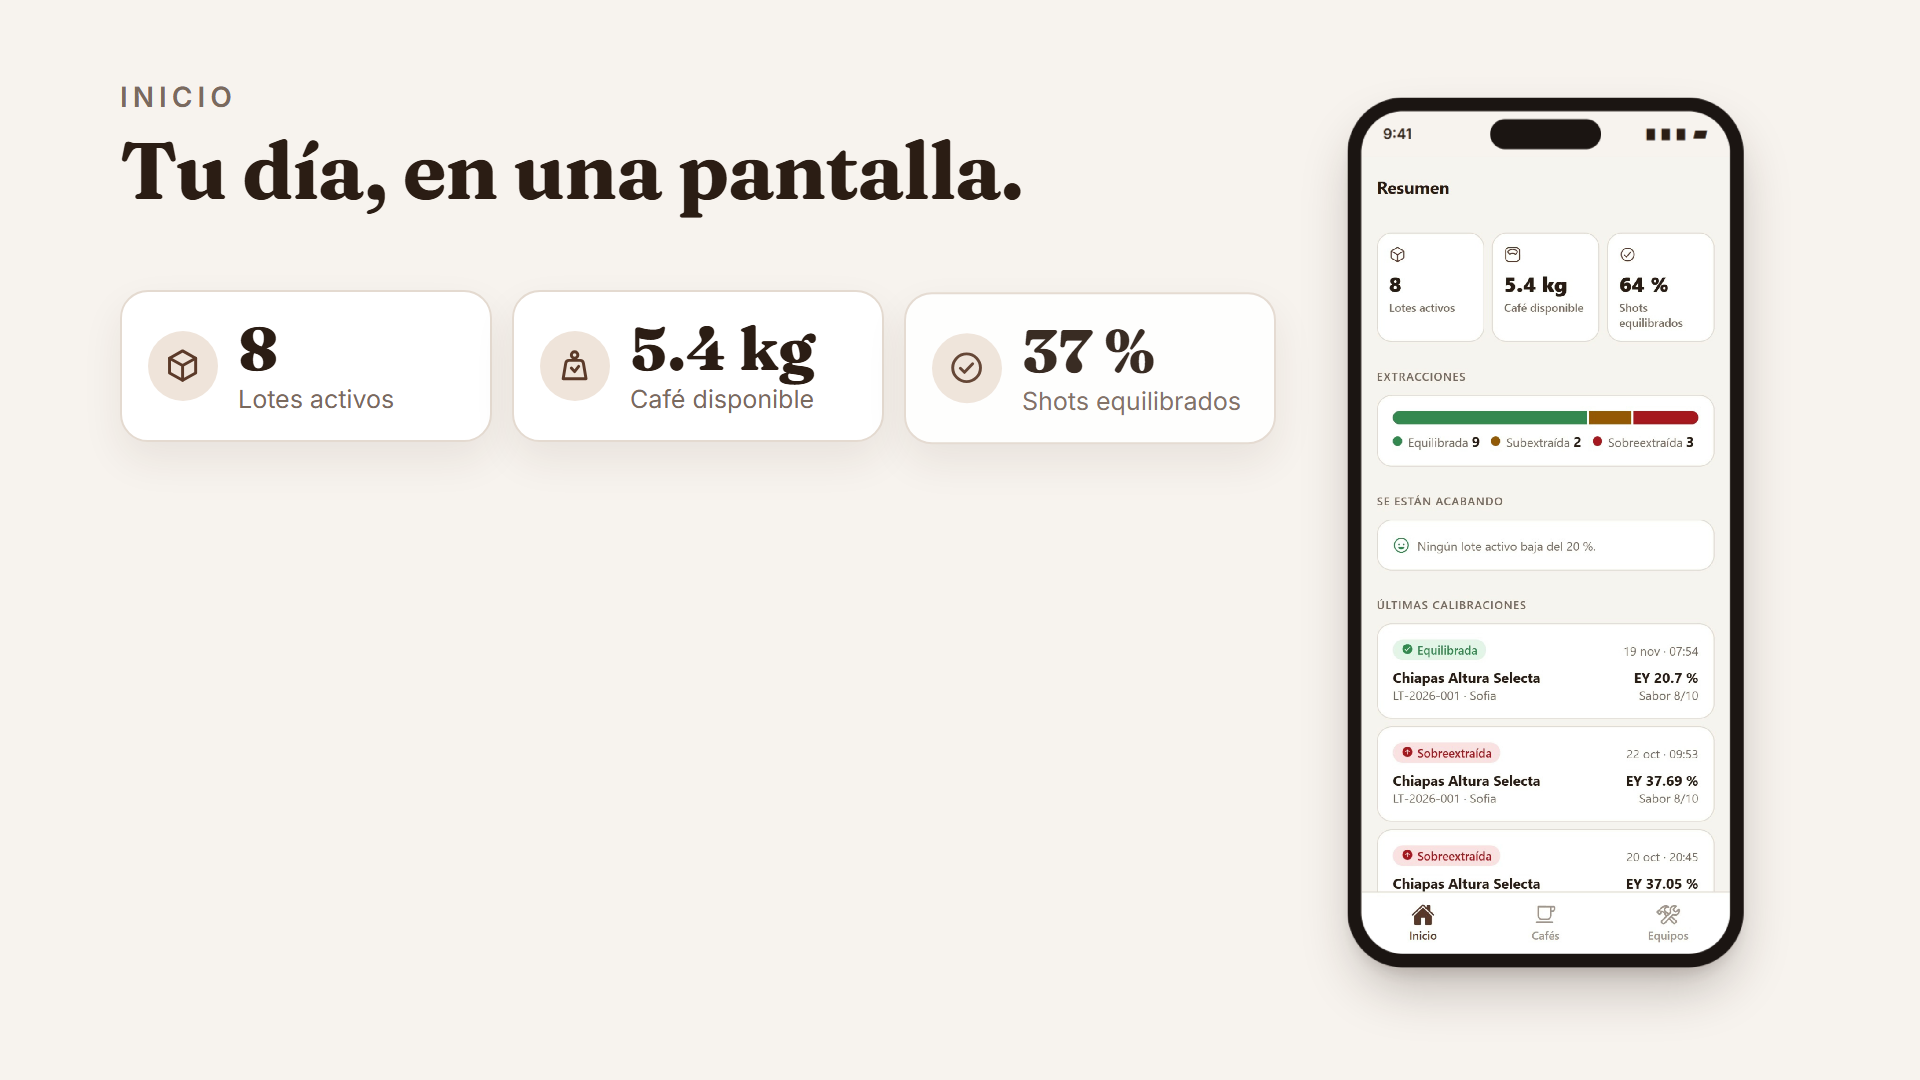 INICIO
Tu día, en una pantalla.
8
Lotes activos
5.4 kg
Café disponible
37 %
Shots equilibrados
9:41
Resumen
8
Lotes activos
5.4 kg
Café disponible
64 %
Shots
equilibrados
EXTRACCIONES
Equilibrada 9
Subextraída 2
Sobreextraída 3
SE ESTÁN ACABANDO
Ningún lote activo baja del 20 %.
ÚLTIMAS CALIBRACIONES
Equilibrada
19 nov · 07:54
Chiapas Altura Selecta
EY 20.7 %
LT-2026-001 · Sofia
Sabor 8/10
Sobreextraída
22 oct · 09:53
Chiapas Altura Selecta
EY 37.69 %
LT-2026-001 · Sofia
Sabor 8/10
Sobreextraída
20 oct · 20:45
Chiapas Altura Selecta
EY 37.05 %
Inicio
Cafés
Equipos